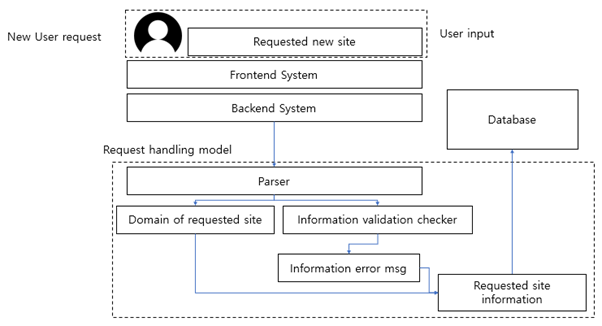 New User request
Requested new site
User input
Frontend System
Backend System
Database
Request handling model
Parser
Domain of requested site
Information validation checker
Information error msg
Requested site
information